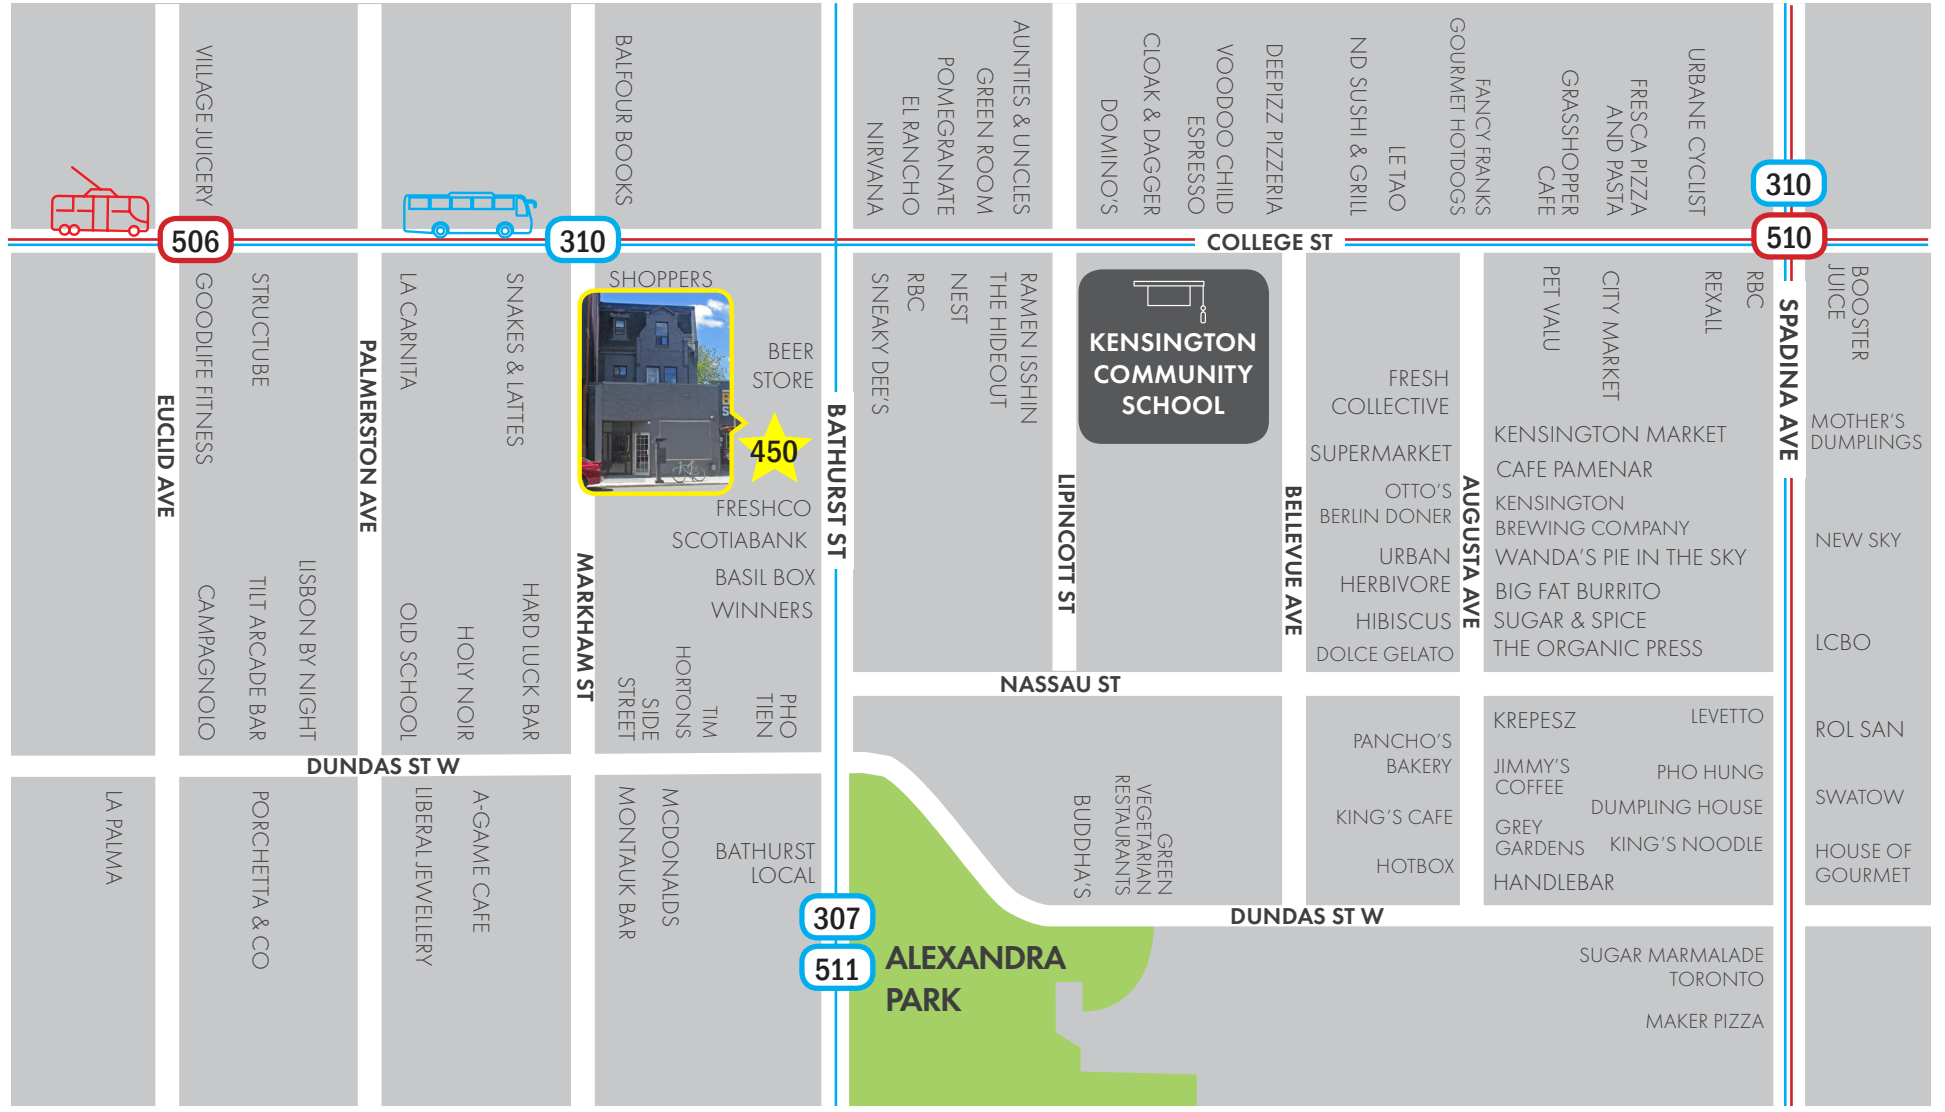 VILLAGE JUICERY
BALFOUR BOOKS
NIRVANA
EL RANCHO
POMEGRANATE
GREEN ROOM
AUNTIES & UNCLES
DOMINO'S
CLOAK & DAGGER
VOODOO CHILD
ESPRESSO
DEEPIZZ PIZZERIA
ND SUSHI & GRILL
LE TAO
FANCY FRANKS
GOURMET HOTDOGS
GRASSHOPPER
CAFE
FRESCA PIZZA
AND PASTA
URBANE CYCLIST
310
506
310
COLLEGE ST
510
GOODLIFE FITNESS
STRUCTUBE
LA CARNITA
SNAKES & LATTES
SHOPPERS
BEER
STORE
450
SNEAKY DEE'S
RBC
NEST
THE HIDEOUT
RAMEN ISSHIN
KENSINGTON
COMMUNITY
SCHOOL
FRESH
COLLECTIVE
SUPERMARKET
OTTO'S
BERLIN DONER
URBAN
HERBIVORE
HIBISCUS
DOLCE GELATO
PET VALU
CITY MARKET
REXALL
RBC
KENSINGTON MARKET
CAFE PAMENAR
KENSINGTON
BREWING COMPANY
WANDA'S PIE IN THE SKY
BIG FAT BURRITO
SUGAR & SPICE
THE ORGANIC PRESS
BOOSTER
JUICE
MOTHER'S
DUMPLINGS
NEW SKY
LCBO
ROL SAN
SWATOW
HOUSE OF
GOURMET
EUCLID AVE
PALMERSTON AVE
MARKHAM ST
BATHURST ST
LIPINCOTT ST
BELLEVUE AVE
AUGUSTA AVE
SPADINA AVE
FRESHCO
SCOTIABANK
BASIL BOX
WINNERS
CAMPAGNOLO
TILT ARCADE BAR
LISBON BY NIGHT
OLD SCHOOL
HOLY NOIR
HARD LUCK BAR
STREET
SIDE
TIM
HORTONS
PHO
TIEN
NASSAU ST
DUNDAS ST W
LA PALMA
PORCHETTA & CO
LIBERAL JEWELLERY
A-GAME CAFE
MONTAUK BAR
MCDONALDS
BATHURST
LOCAL
307
511
ALEXANDRA
PARK
BUDDHA'S
GREEN
VEGETARIAN
RESTAURANTS
PANCHO'S
BAKERY
KING'S CAFE
HOTBOX
KREPESZ
LEVETTO
JIMMY'S
COFFEE
PHO HUNG
DUMPLING HOUSE
GREY
GARDENS
KING'S NOODLE
HANDLEBAR
DUNDAS ST W
SUGAR MARMALADE
TORONTO
MAKER PIZZA